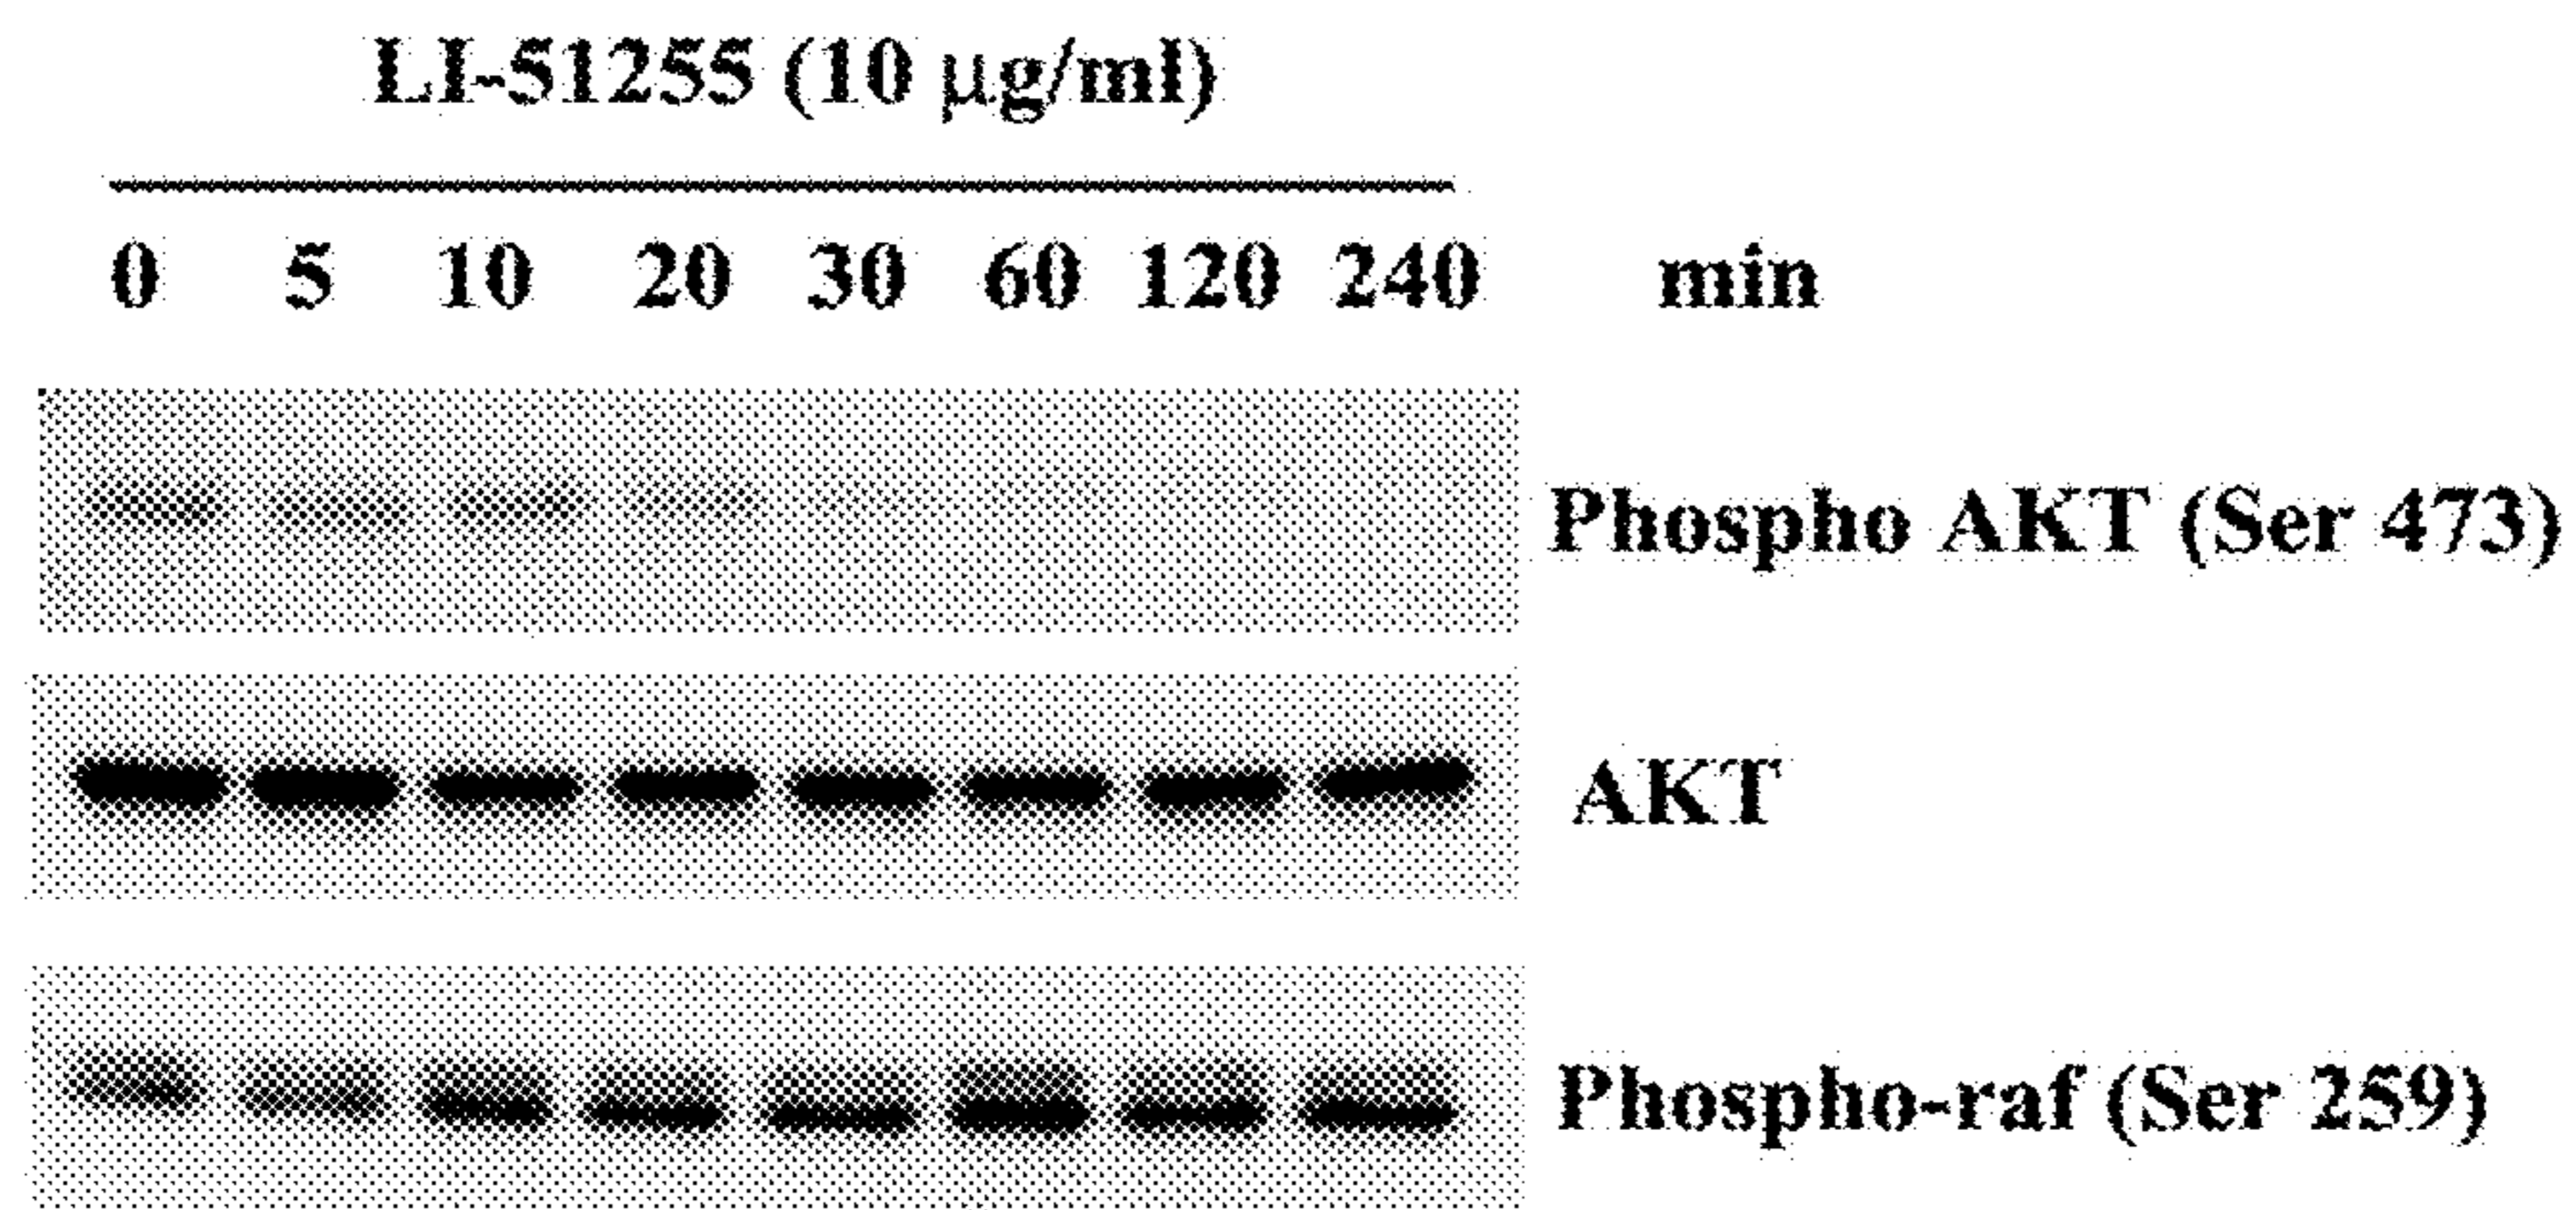 LI-51255 (10 μg/ml)
0 5 10 20 30 60 120 240 min
Phospho AKT (Ser 473)
AKT
Phospho-raf (Ser 259)